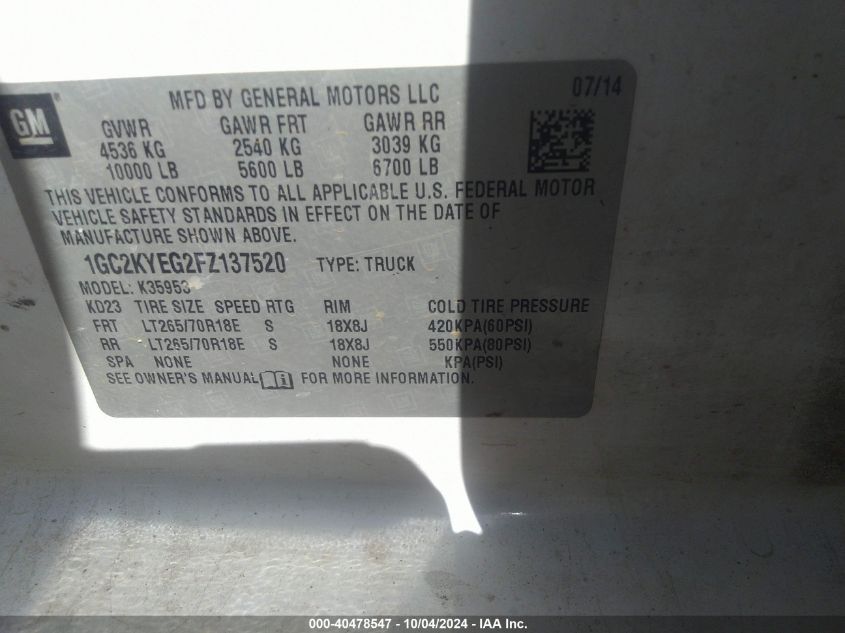 GM
MFD BY GENERAL MOTORS LLC 07/14
GVWR GAWR FRT GAWR RR
4536 KG 2540 KG 3039 KG
10000 LB 5600 LB 6700 LB
THIS VEHICLE CONFORMS TO ALL APPLICABLE U.S. FEDERAL MOTOR
VEHICLE SAFETY STANDARDS IN EFFECT ON THE DATE OF
MANUFACTURE SHOWN ABOVE.
1GC2KYEG2FZ137520 TYPE: TRUCK
MODEL: K35953
KD23 TIRE SIZE SPEED RTG RIM COLD TIRE PRESSURE
FRT LT265/70R18E S 18X8J 420KPA(60PSI)
RR LT265/70R18E S 18X8J 550KPA(80PSI)
SPA NONE NONE KPA(PSI)
SEE OWNER'S MANUAL FOR MORE INFORMATION.
000-40478547 - 10/04/2024 - IAA Inc.